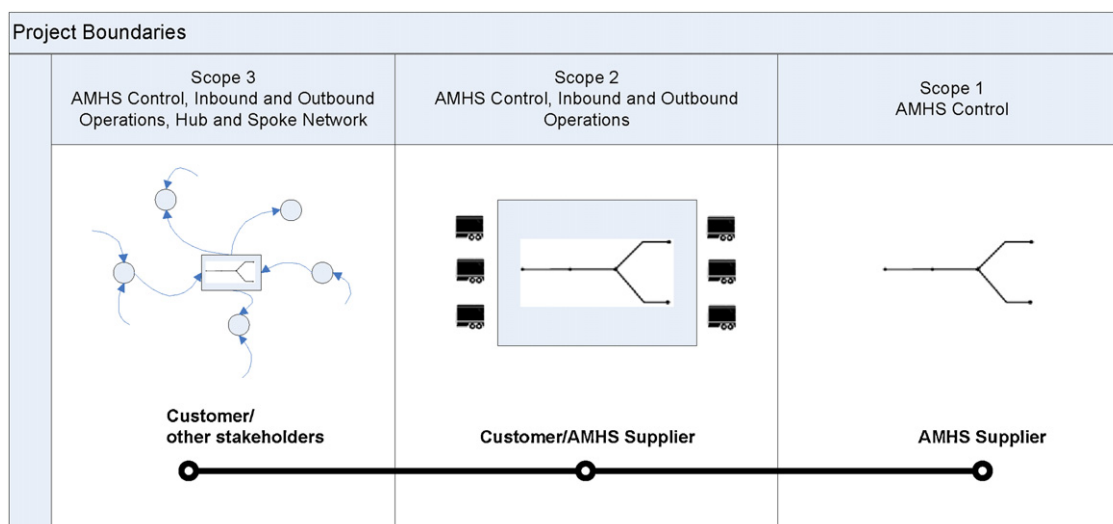 Project Boundaries
Scope 3
AMHS Control, Inbound and Outbound
Operations, Hub and Spoke Network
Scope 2
AMHS Control, Inbound and Outbound
Operations
Scope 1
AMHS Control
Customer/
other stakeholders
Customer/AMHS Supplier
AMHS Supplier